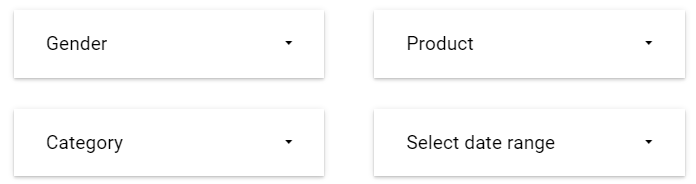 Gender
Product
Category
Select date range